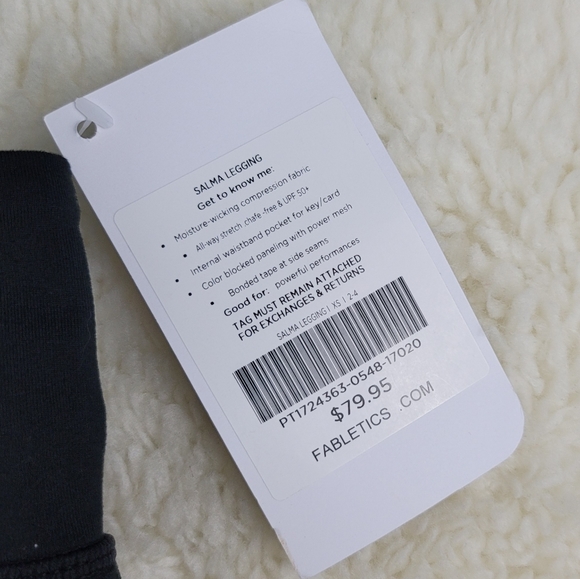 SALMA LEGGING
Get to know me:
• Moisture-wicking compression fabric
• All-way stretch, chafe-free & UPF 50+
• Internal waistband pocket for key/card
• Color blocked paneling with power mesh
• Bonded tape at side seams
Good for: powerful performances
TAG MUST REMAIN ATTACHED
FOR EXCHANGES & RETURNS
SALMA LEGGING | XS | 2-4
PT1724363-0548-17020
$79.95
FABLETICS .COM